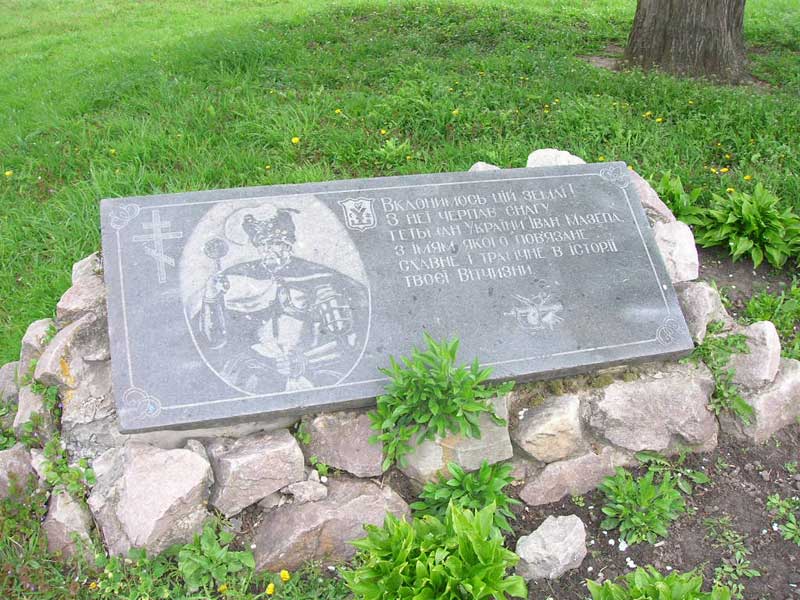 Вклонимось цій землі!
З неї черпав снагу
гетьман України Іван Мазепа,
з ім'ям якого пов'язане
славне і трагічне в історії
твоєї Вітчизни.